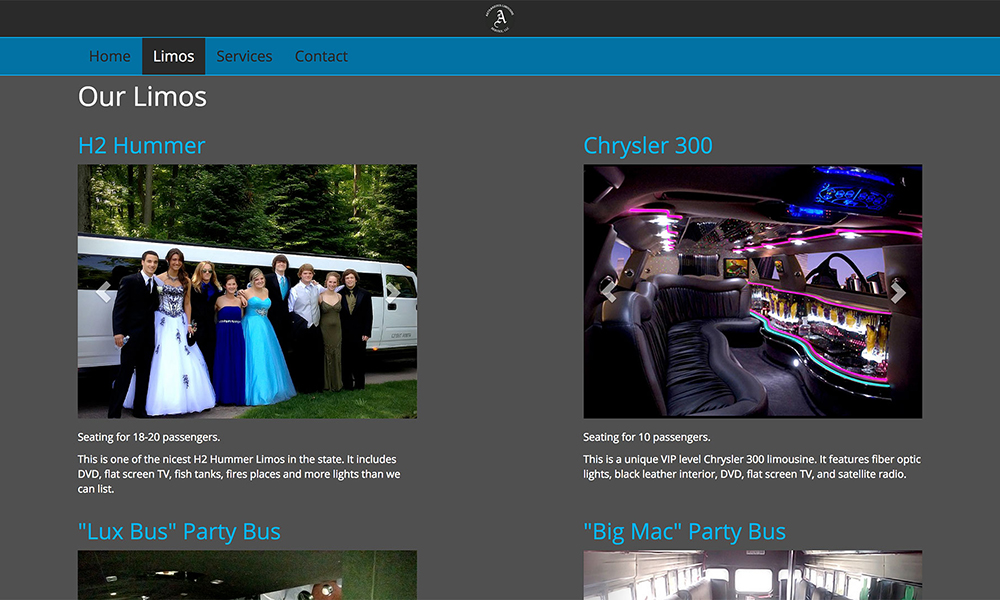 Home Limos Services Contact
Our Limos
H2 Hummer
Seating for 18-20 passengers.
This is one of the nicest H2 Hummer Limos in the state. It includes
DVD, flat screen TV, fish tanks, fires places and more lights than we
can list.
Chrysler 300
Seating for 10 passengers.
This is a unique VIP level Chrysler 300 limousine. It features fiber optic
lights, black leather interior, DVD, flat screen TV, and satellite radio.
"Lux Bus" Party Bus
"Big Mac" Party Bus